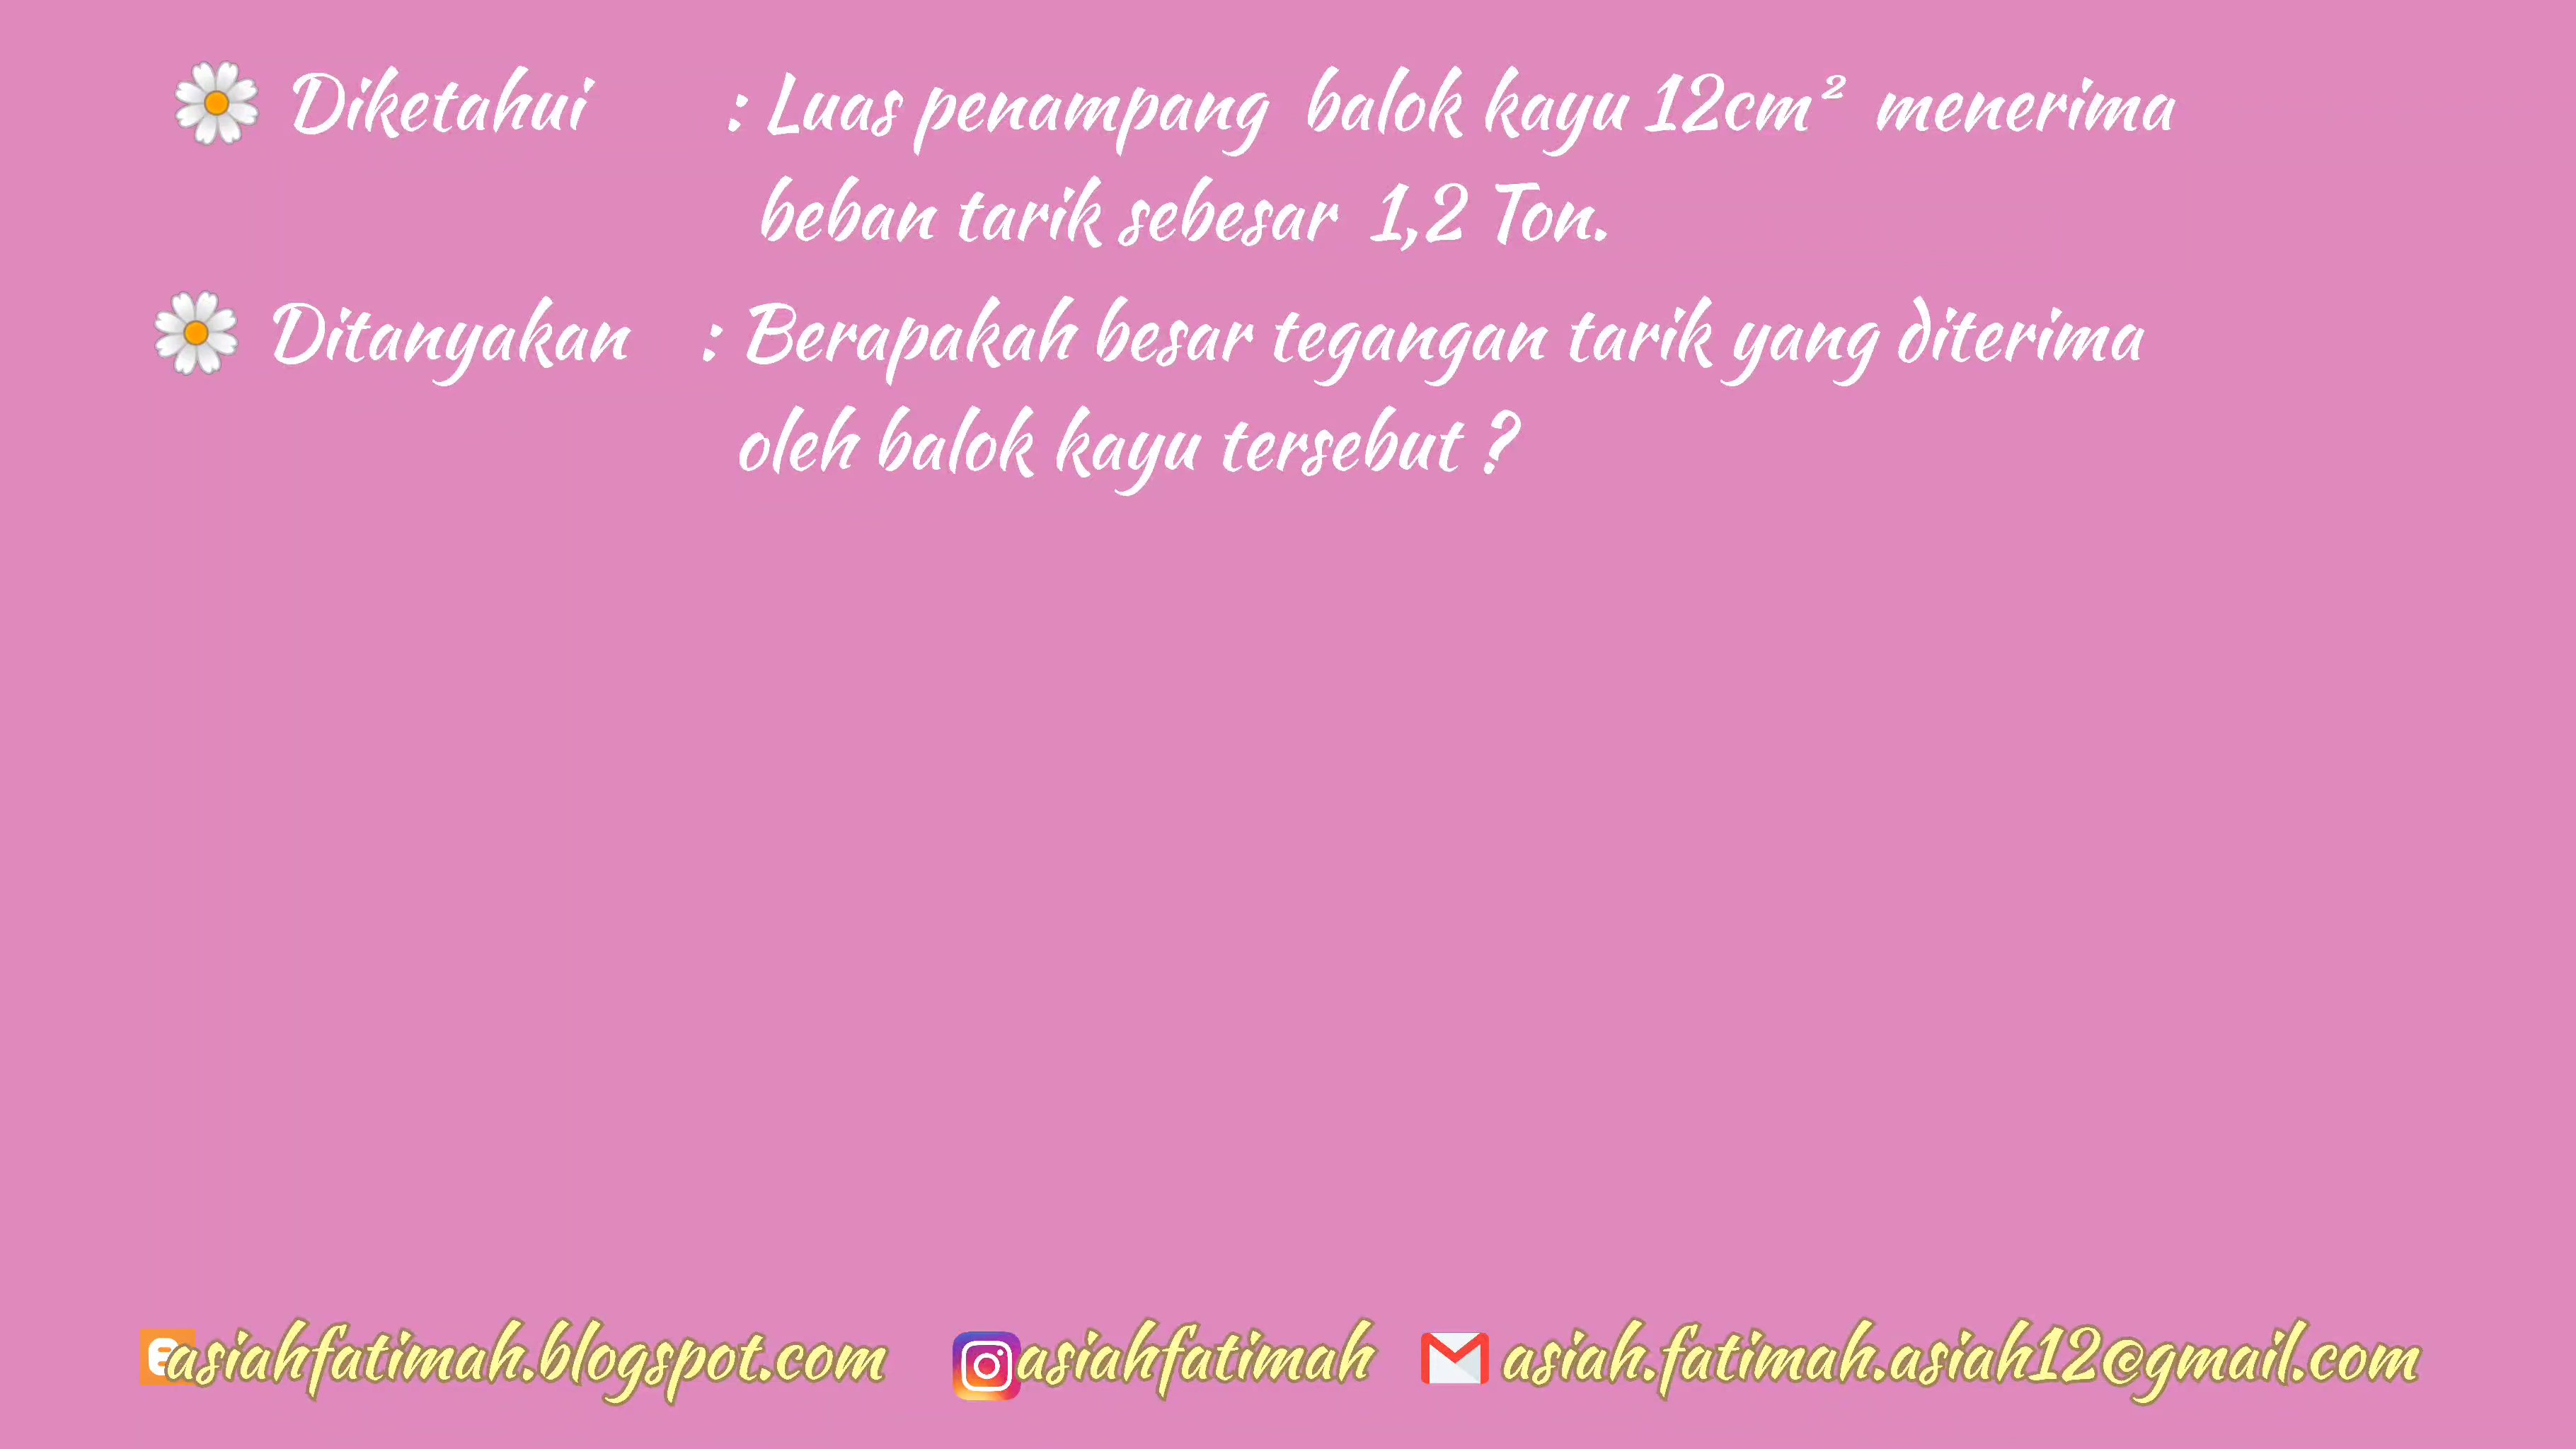 Diketahui : Luas penampang balok kayu 12cm² menerima
beban tarik sebesar 1,2 Ton.
Ditanyakan : Berapakah besar tegangan tarik yang diterima
oleh balok kayu tersebut ?
asiahfatimah.blogspot.com asiahfatimah asiah.fatimah.asiah12@gmail.com